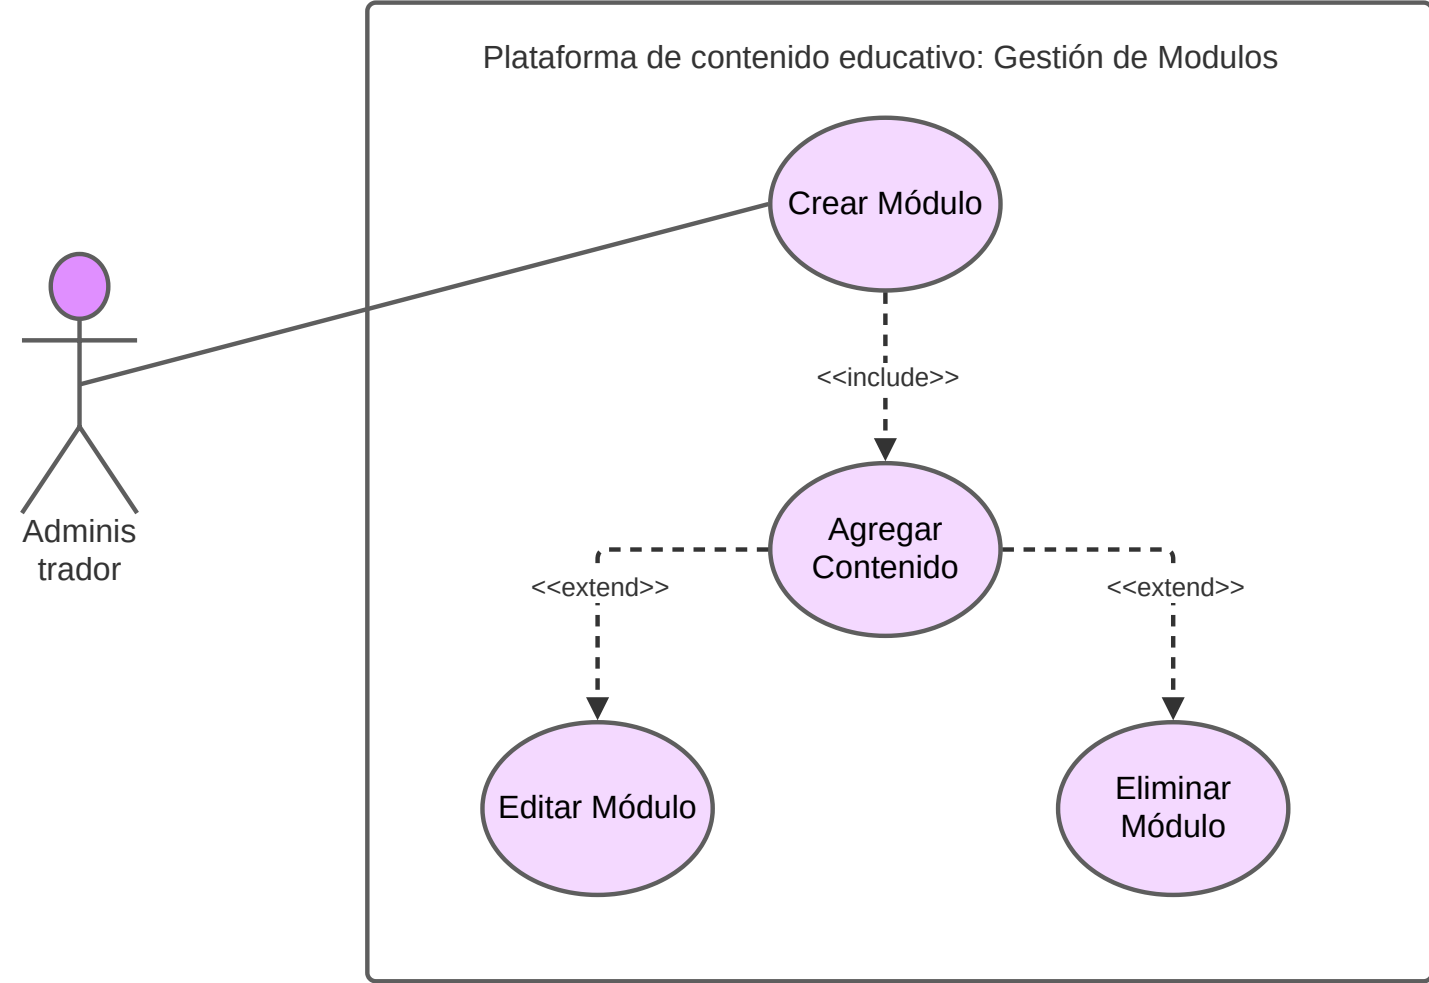 Plataforma de contenido educativo: Gestión de Modulos
Crear Módulo
<<include>>
Adminis
trador
Agregar
Contenido
<<extend>>
<<extend>>
Editar Módulo
Eliminar
Módulo